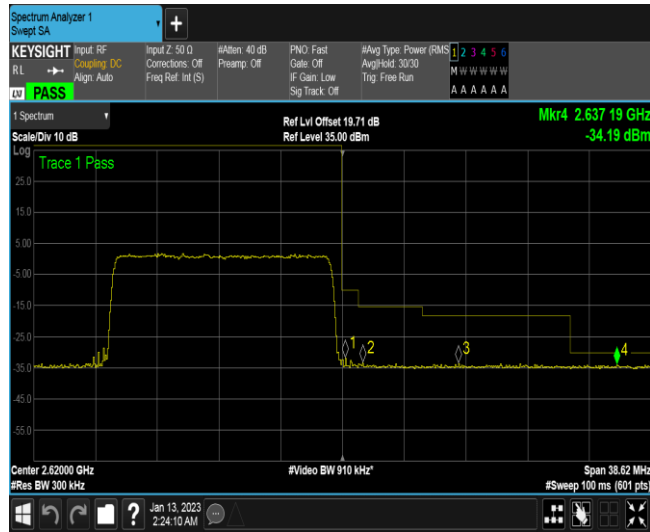 Spectrum Analyzer 1
Swept SA
KEYSIGHT
RL
LXI
PASS
Input: RF
Coupling: DC
Align: Auto
Input Z: 50 Ω
Corrections: Off
Freq Ref: Int (S)
#Atten: 40 dB
Preamp: Off
PNO: Fast
Gate: Off
IF Gain: Low
Sig Track: Off
#Avg Type: Power (RMS
Avg|Hold: 30/30
Trig: Free Run
1 2 3 4 5 6
M W W W W W
A A A A A A
1 Spectrum
Scale/Div 10 dB
Ref Lvl Offset 19.71 dB
Ref Level 35.00 dBm
Mkr4 2.637 19 GHz
-34.19 dBm
Log
Trace 1 Pass
25.0
15.0
5.00
-5.00
-15.0
-25.0
-35.0
-45.0
-55.0
1
2
3
4
Center 2.62000 GHz
#Res BW 300 kHz
#Video BW 910 kHz*
Span 38.62 MHz
#Sweep 100 ms (601 pts)
?
Jan 13, 2023
2:24:10 AM